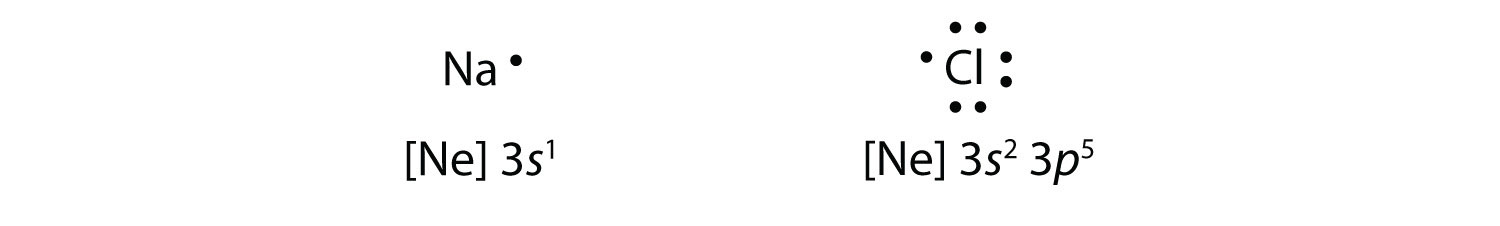 Na Cl
[Ne] 3s¹ [Ne] 3s² 3p⁵